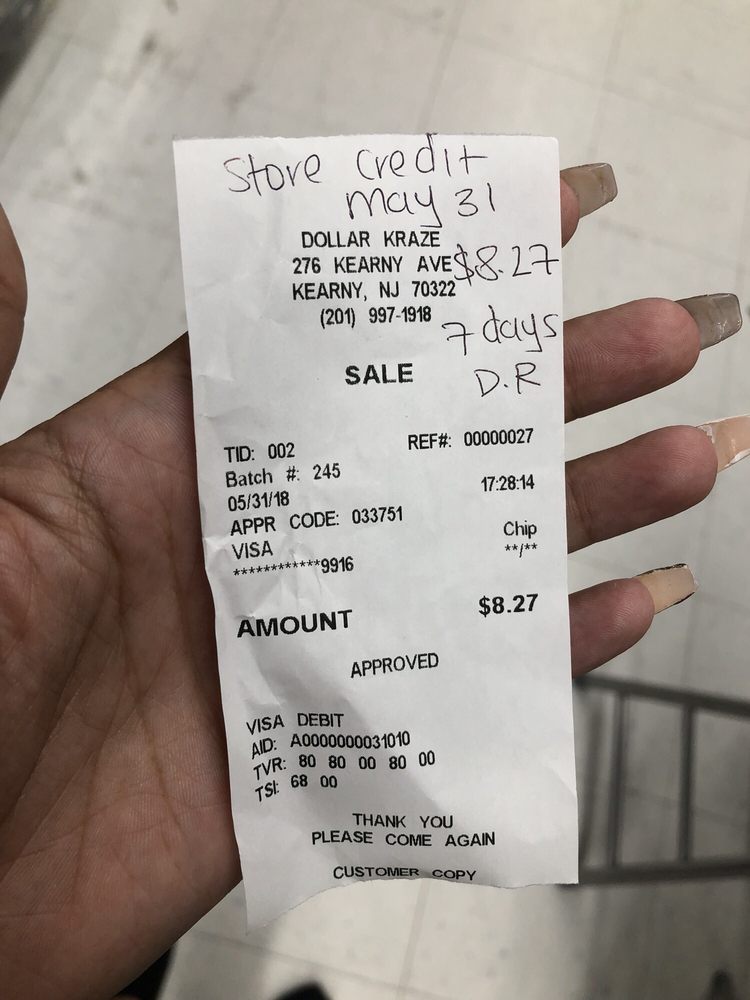 Store Credit
may 31
DOLLAR KRAZE
276 KEARNY AVE $8.27
KEARNY, NJ 70322
(201) 997-1918
7 days
SALE
D.R
TID: 002 REF#: 00000027
Batch #: 245
05/31/18 17:28:14
APPR CODE: 033751
VISA Chip
************9916 **/**
AMOUNT $8.27
APPROVED
VISA DEBIT
AID: A0000000031010
TVR: 80 80 00 80 00
TSI: 68 00
THANK YOU
PLEASE COME AGAIN
CUSTOMER COPY